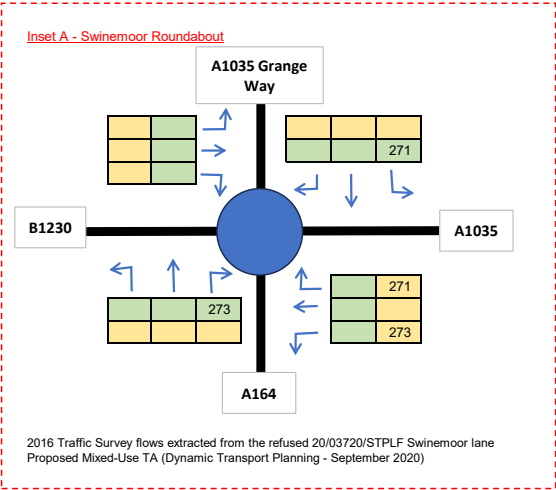 Inset A - Swinemoor Roundabout
A1035 Grange
Way
271
B1230
A1035
273
271
273
A164
2016 Traffic Survey flows extracted from the refused 20/03720/STPLF Swinemoor lane
Proposed Mixed-Use TA (Dynamic Transport Planning - September 2020)